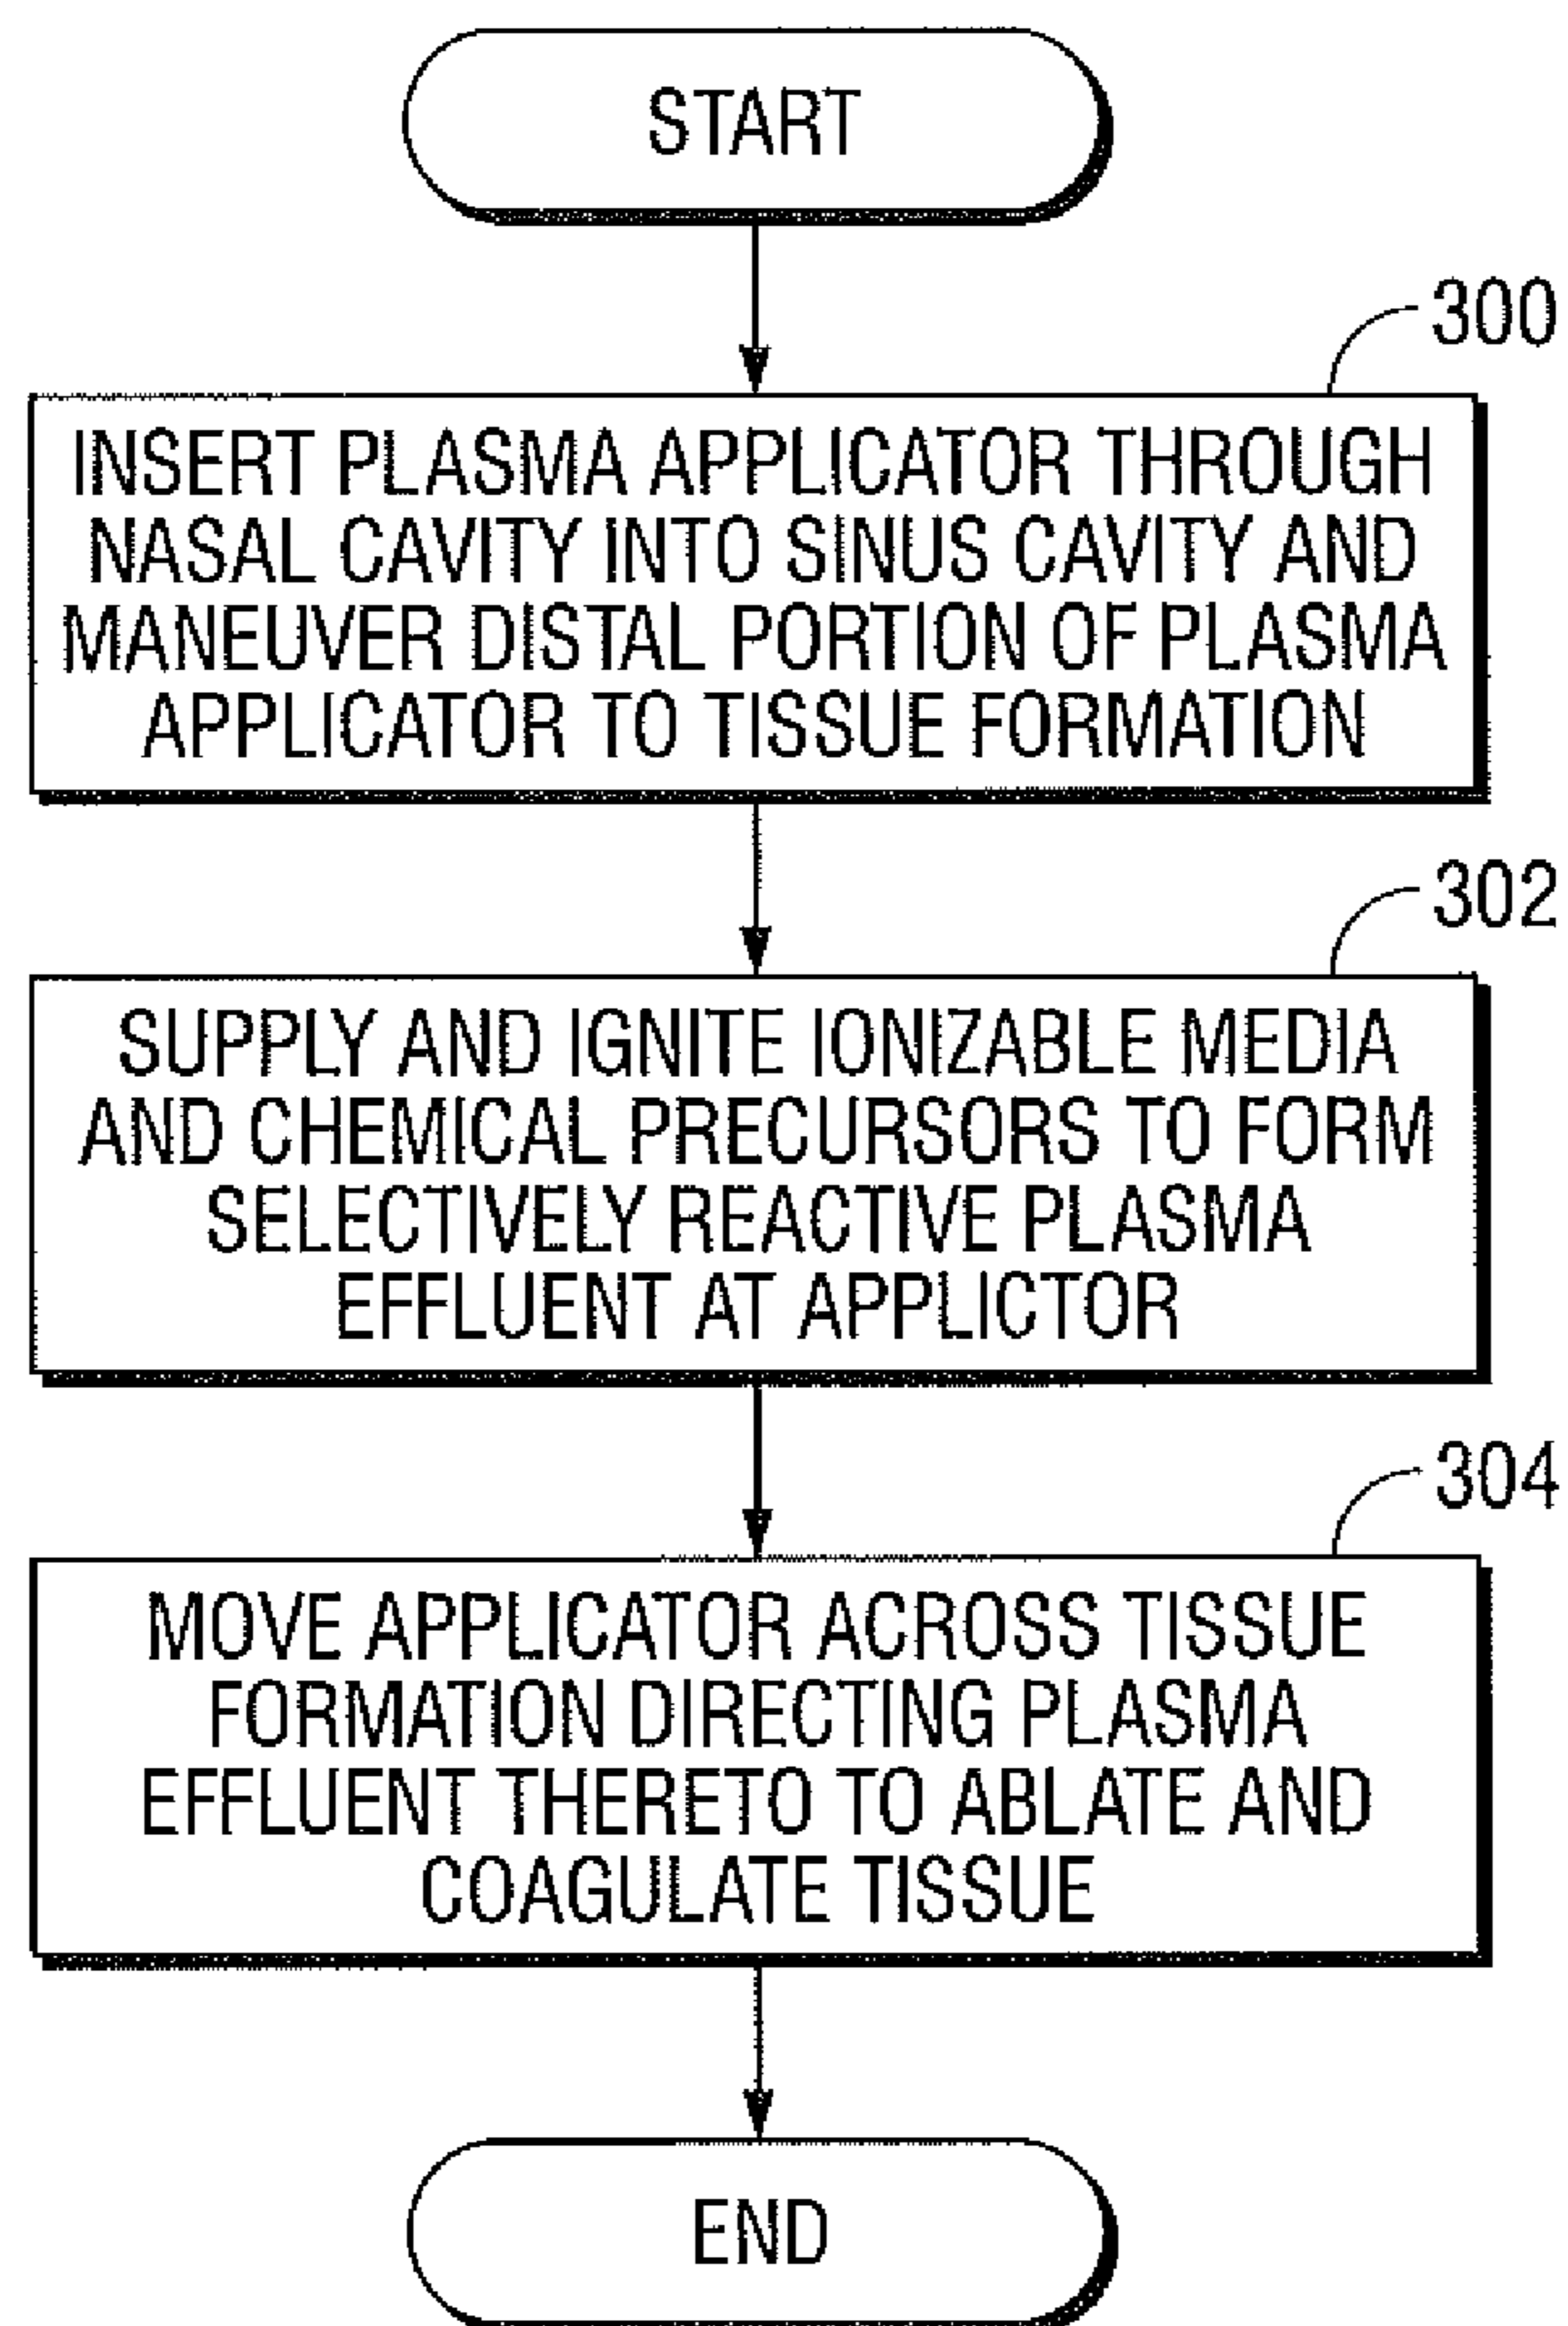 START
300
INSERT PLASMA APPLICATOR THROUGH
NASAL CAVITY INTO SINUS CAVITY AND
MANEUVER DISTAL PORTION OF PLASMA
APPLICATOR TO TISSUE FORMATION
302
SUPPLY AND IGNITE IONIZABLE MEDIA
AND CHEMICAL PRECURSORS TO FORM
SELECTIVELY REACTIVE PLASMA
EFFLUENT AT APPLICTOR
304
MOVE APPLICATOR ACROSS TISSUE
FORMATION DIRECTING PLASMA
EFFLUENT THERETO TO ABLATE AND
COAGULATE TISSUE
END